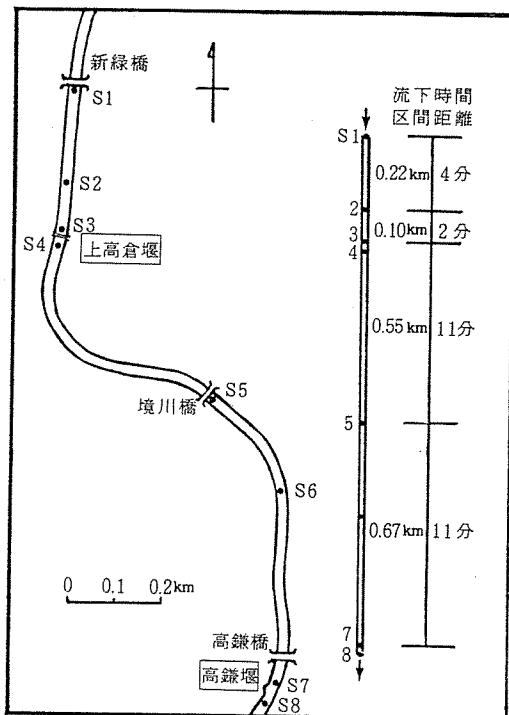 新緑橋
S1
S2
S3
S4
上高倉堰
S5
境川橋
S6
0 0.1 0.2km
高鎌橋
高鎌堰
S7
S8
流下時間
区間距離
S1
0.22km 4分
2
0.10km 2分
3
4
0.55km 11分
5
0.67km 11分
7
8